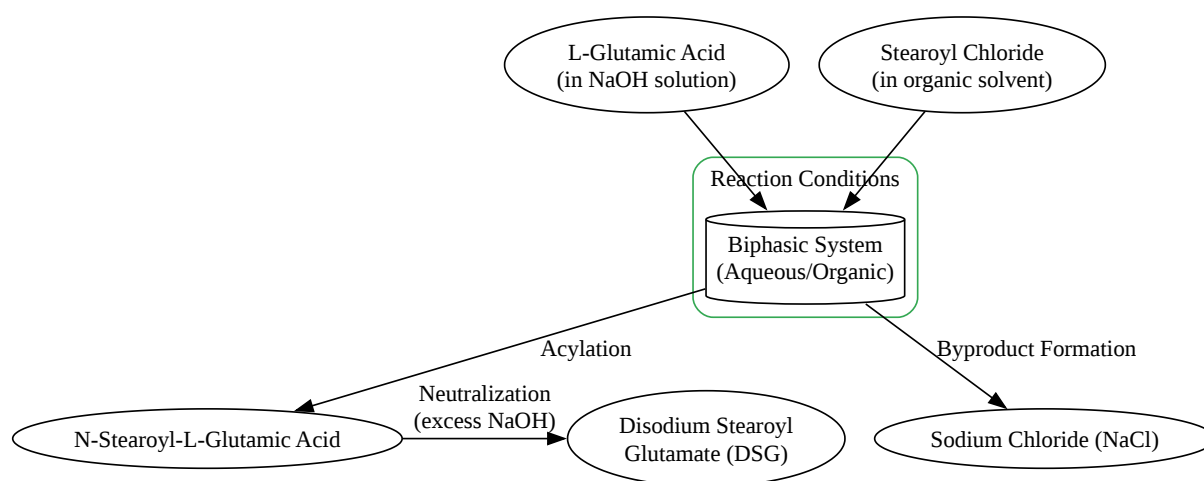 L-Glutamic Acid
(in NaOH solution)
Stearoyl Chloride
(in organic solvent)
Reaction Conditions
Biphasic System
(Aqueous/Organic)
Acylation
Byproduct Formation
Neutralization
(excess NaOH)
N-Stearoyl-L-Glutamic Acid
Disodium Stearoyl
Glutamate (DSG)
Sodium Chloride (NaCl)